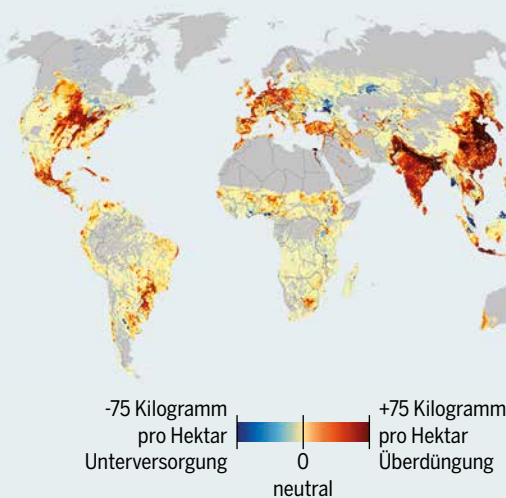 -75 Kilogramm
pro Hektar
Unterversorgung
0
neutral
+75 Kilogramm
pro Hektar
Überdüngung